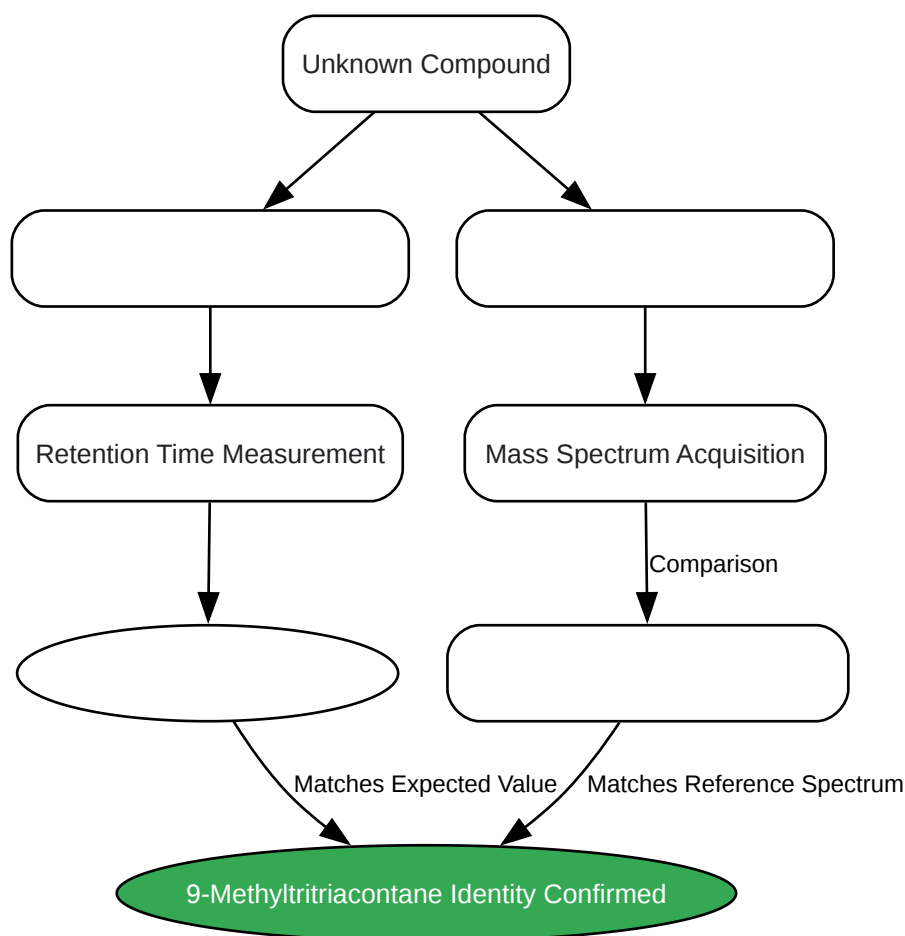 Unknown Compound
Retention Time Measurement
Mass Spectrum Acquisition
Comparison
Matches Expected Value
Matches Reference Spectrum
9-Methyltritriacontane Identity Confirmed